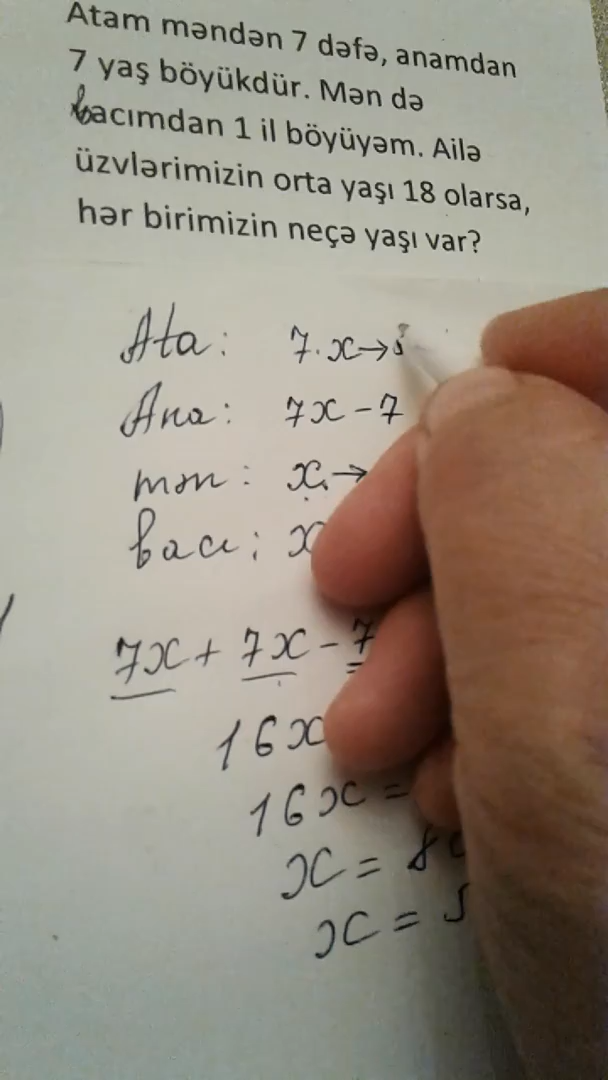 Atam məndən 7 dəfə, anamdan
7 yaş böyükdür. Mən də
bacımdan 1 il böyüyəm. Ailə
üzvlərimizin orta yaşı 18 olarsa,
hər birimizin neçə yaşı var?
Ata: 7·x→
Ana: 7x-7
mən: x→
bacı: x
7x+7x-7
16x
16x=
x=8
x=5